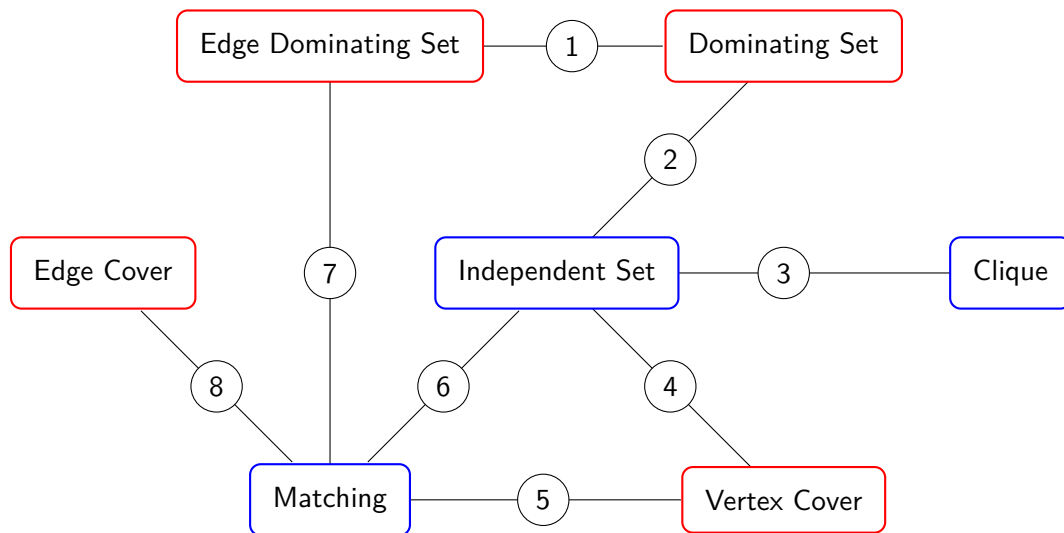 Edge Dominating Set
1
Dominating Set
2
Edge Cover
7
Independent Set
3
Clique
8
6
4
Matching
5
Vertex Cover